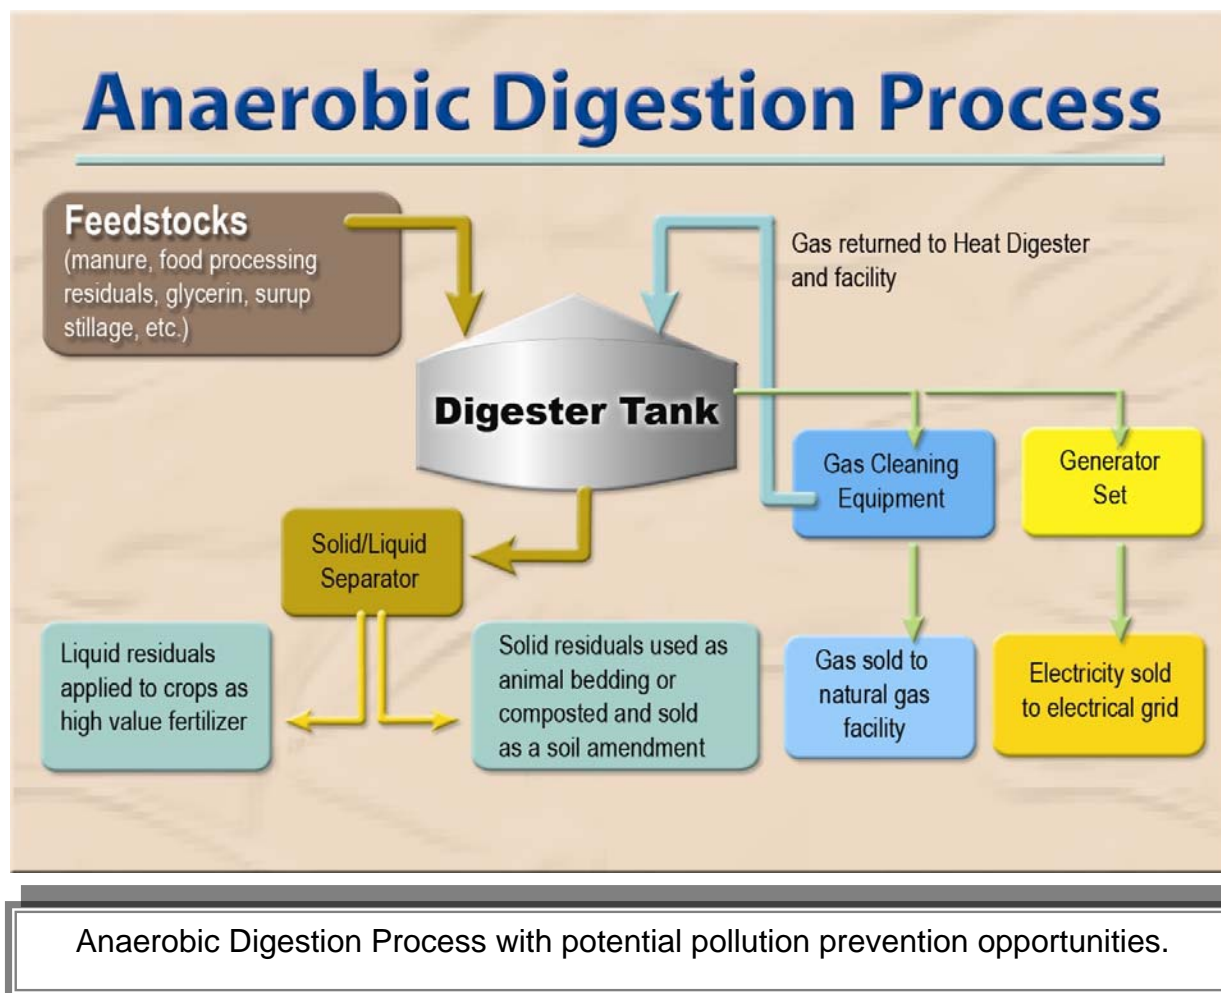 Anaerobic Digestion Process
Feedstocks
(manure, food processing
residuals, glycerin, surup
stillage, etc.)
Gas returned to Heat Digester
and facility
Digester Tank
Gas Cleaning
Equipment
Generator
Set
Solid/Liquid
Separator
Liquid residuals
applied to crops as
high value fertilizer
Solid residuals used as
animal bedding or
composted and sold
as a soil amendment
Gas sold to
natural gas
facility
Electricity sold
to electrical grid
Anaerobic Digestion Process with potential pollution prevention opportunities.